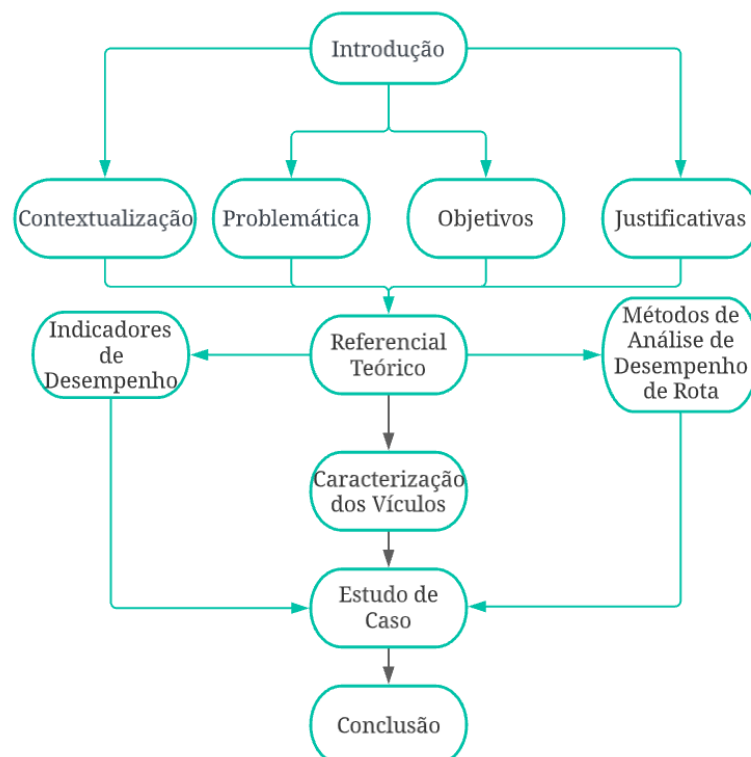 Introdução
Contextualização
Problemática
Objetivos
Justificativas
Indicadores
de
Desempenho
Referencial
Teórico
Métodos de
Análise de
Desempenho
de Rota
Caracterização
dos Vículos
Estudo de
Caso
Conclusão